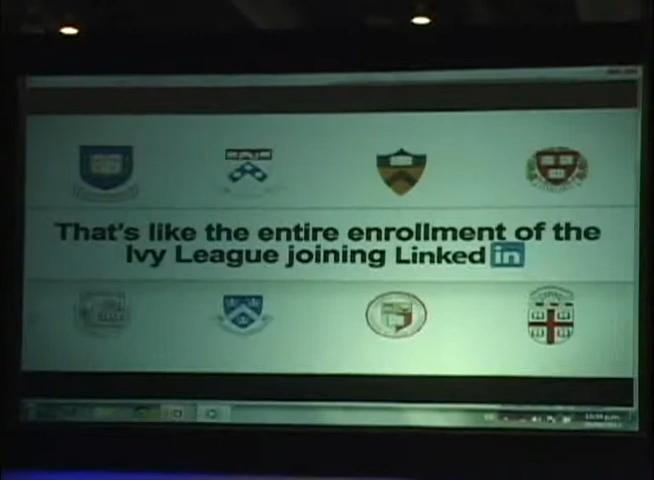 That's like the entire enrollment of the
Ivy League joining Linked in